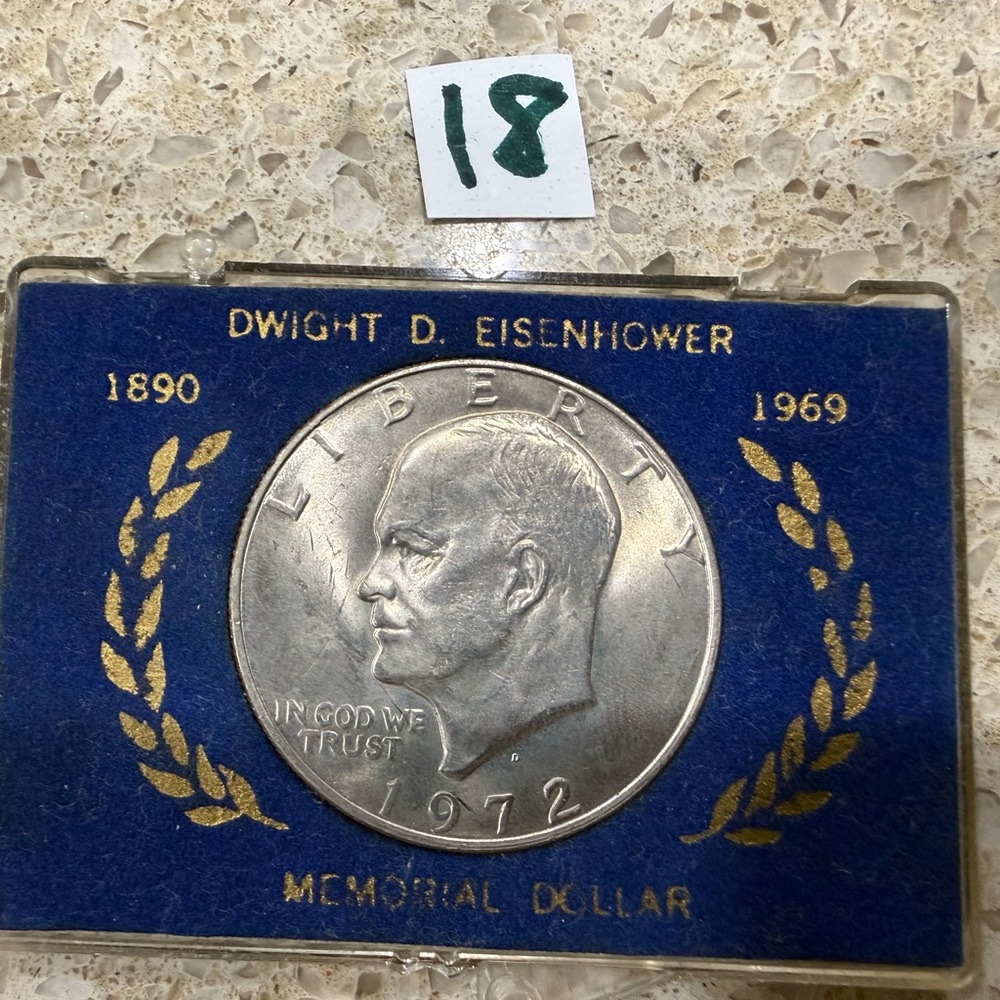 18
DWIGHT D. EISENHOWER
1890
1969
LIBERTY
IN GOD WE
TRUST
D
1972
MEMORIAL DOLLAR